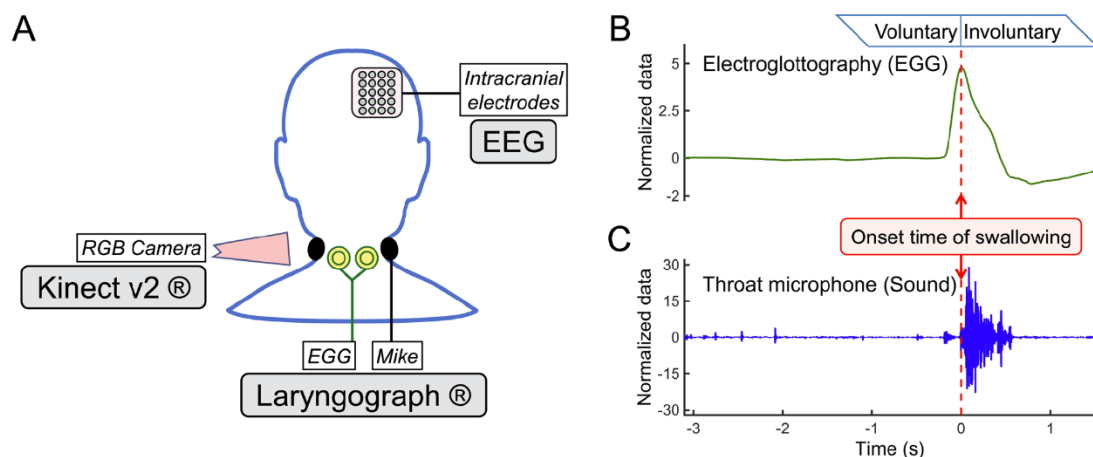 A
Intracranial
electrodes
EEG
RGB Camera
Kinect v2 ®
EGG
Mike
Laryngograph ®
B
Voluntary
Involuntary
Electroglottography (EGG)
Normalized data
5
2.5
0
-2
Onset time of swallowing
C
Throat microphone (Sound)
Normalized data
30
15
0
-15
-30
-3
-2
-1
0
1
Time (s)